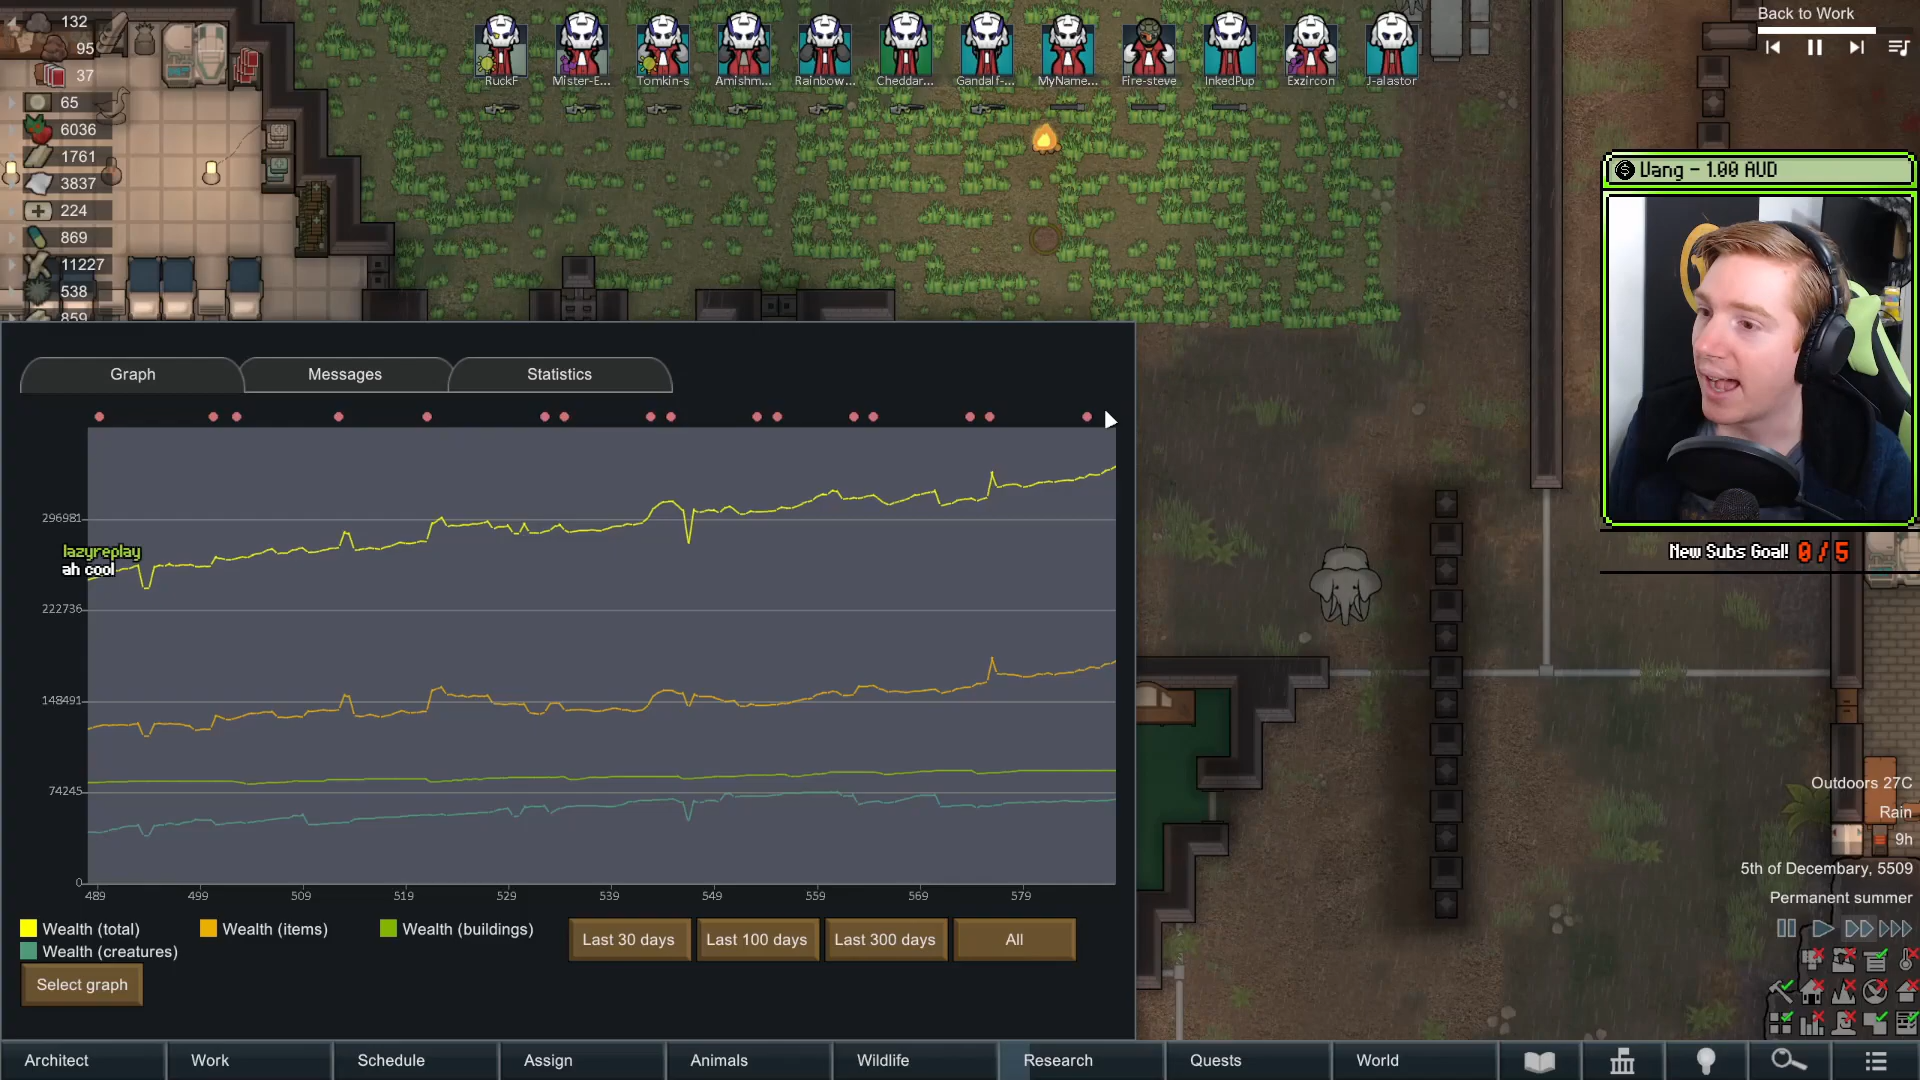 132
95
37
65
6036
1761
3837
224
869
11227
538
859
RuckF
Mister-E...
Tomkin-s
Amishm...
Rainbow...
Cheddar...
Gandalf-...
MyName...
Fire-steve
InkedPup
Exzircon
J-alastor
Back to Work
Vang - 1.00 AUD
New Subs Goal! 0 / 5
Graph
Messages
Statistics
296981
lazyreplay
ah cool
222736
148491
74245
0
489
499
509
519
529
539
549
559
569
579
Wealth (total)
Wealth (items)
Wealth (buildings)
Wealth (creatures)
Last 30 days
Last 100 days
Last 300 days
All
Select graph
Outdoors 27C
Rain
9h
5th of Decembary, 5509
Permanent summer
Architect
Work
Schedule
Assign
Animals
Wildlife
Research
Quests
World